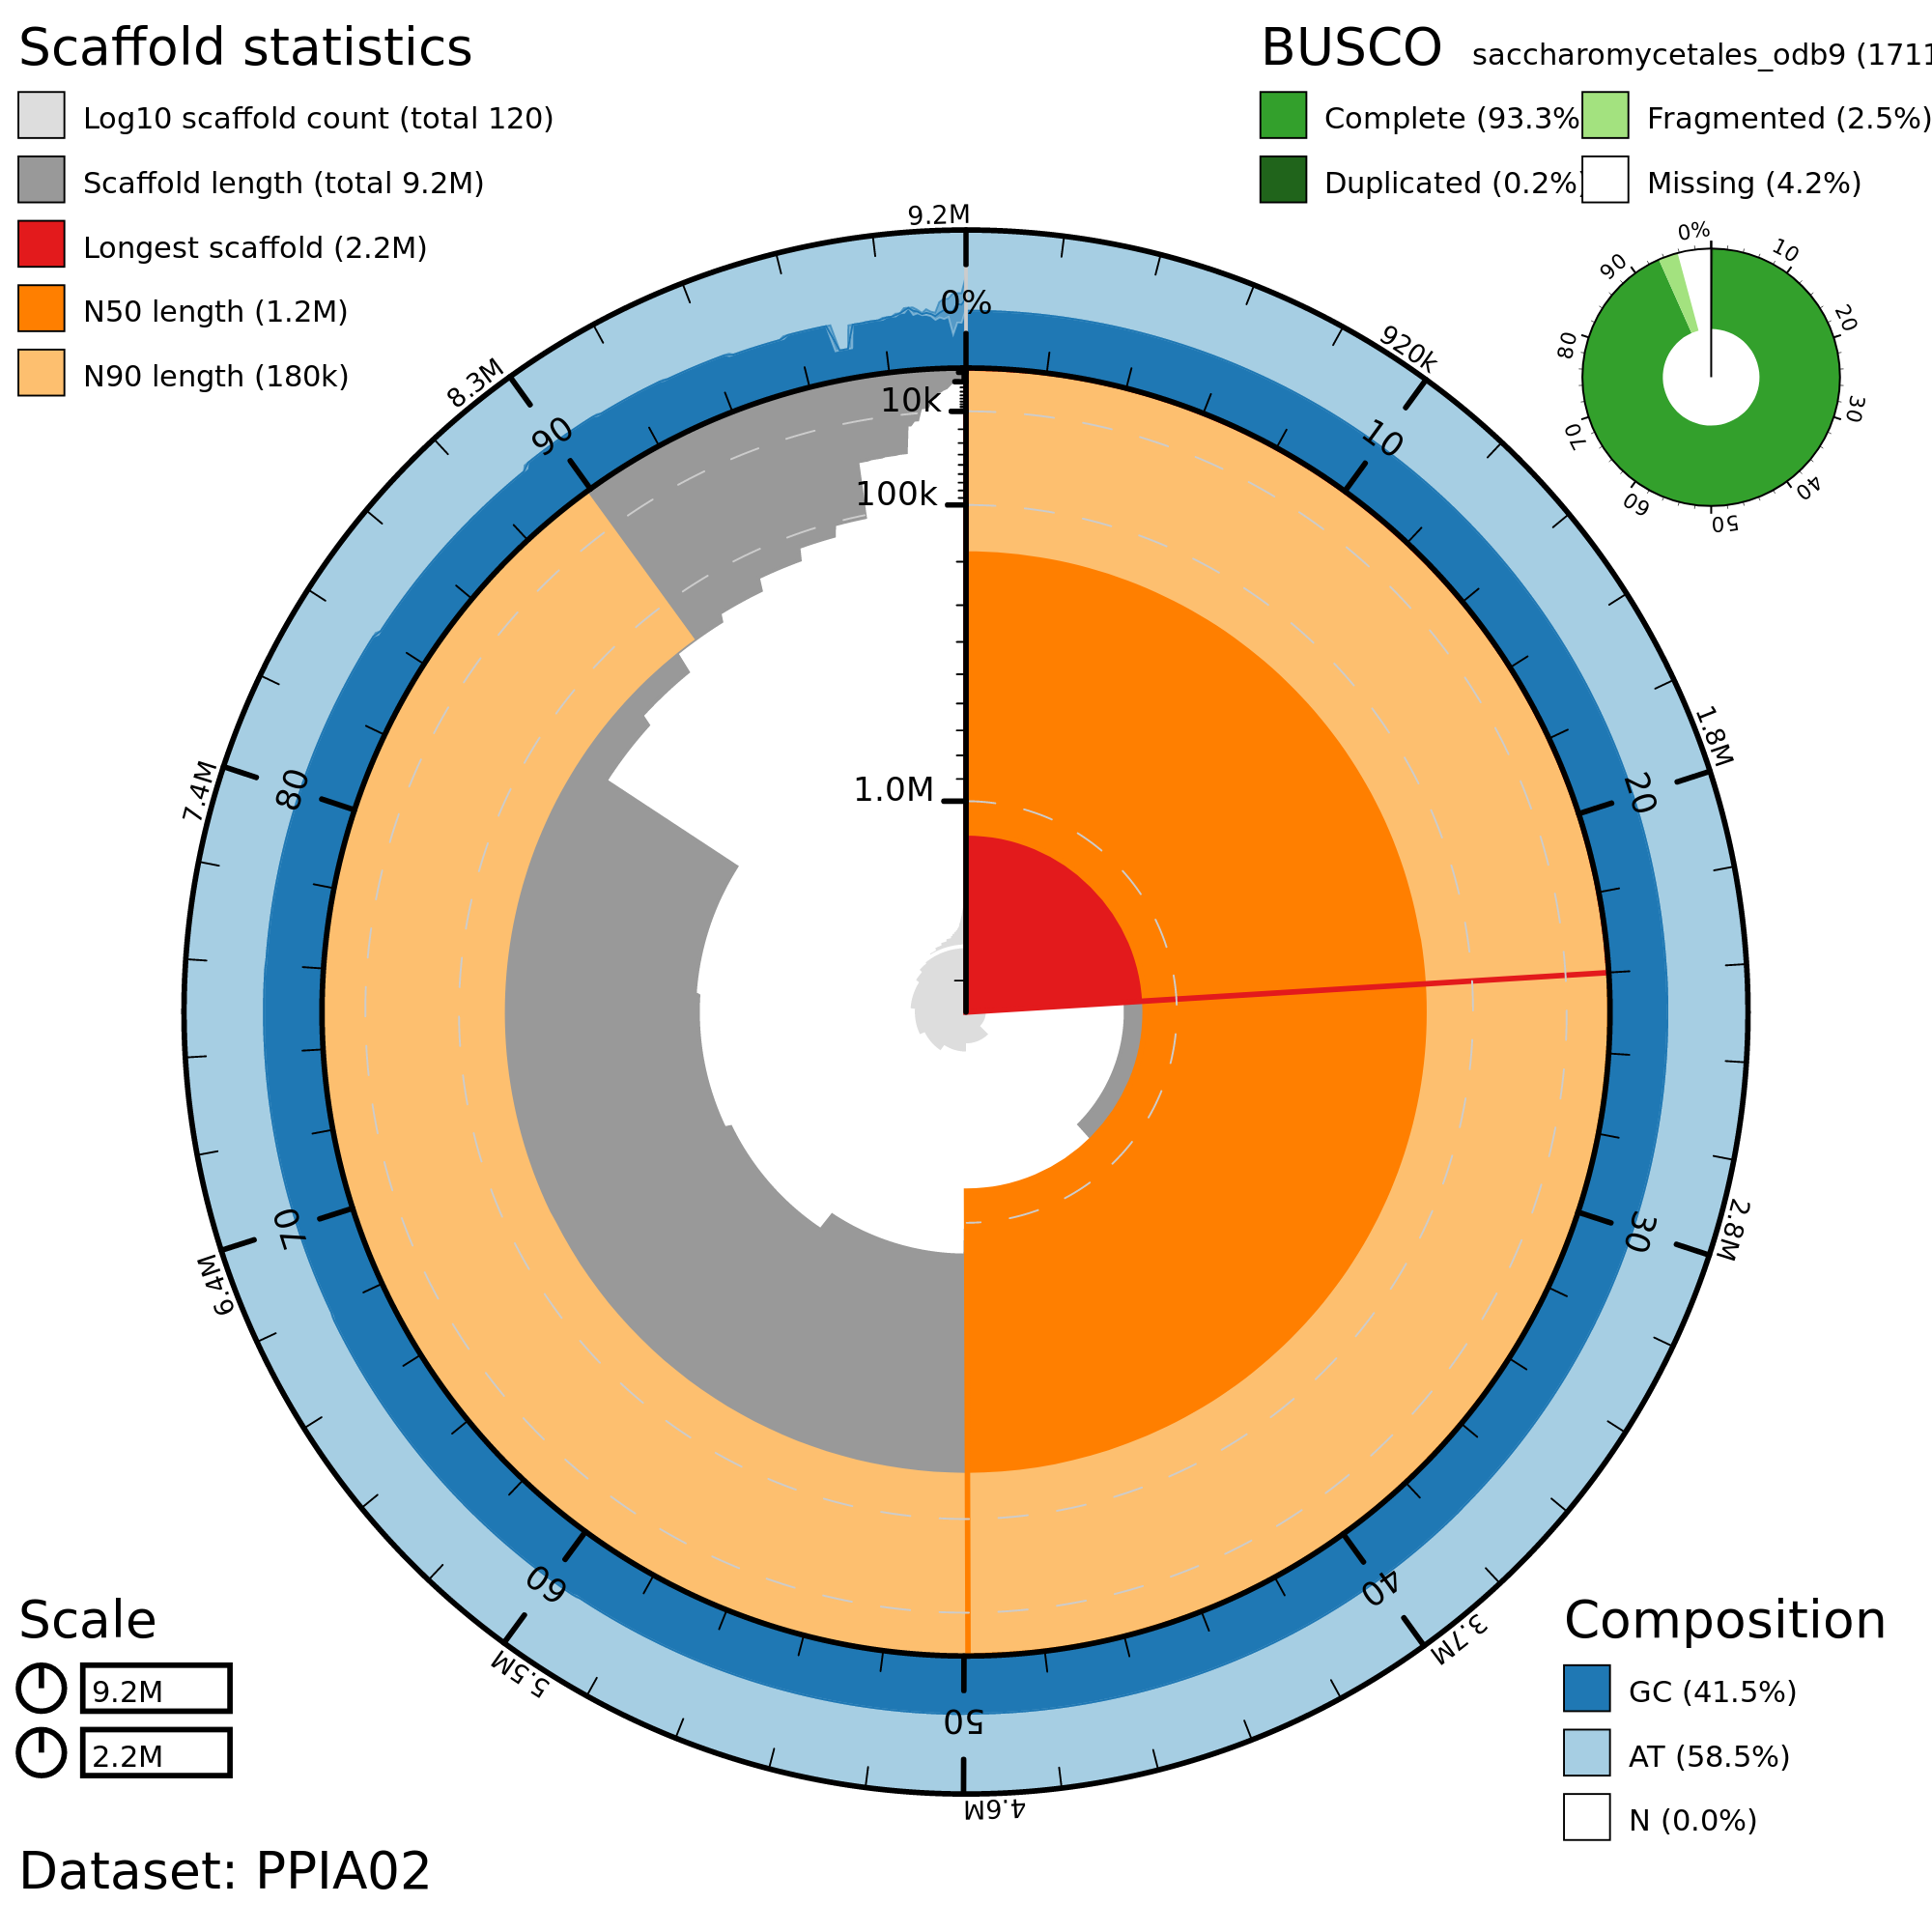 Scaffold statistics
Log10 scaffold count (total 120)
Scaffold length (total 9.2M)
Longest scaffold (2.2M)
N50 length (1.2M)
N90 length (180k)
BUSCO saccharomycetales_odb9 (1711
Complete (93.3%
Fragmented (2.5%)
Duplicated (0.2%)
Missing (4.2%)
0%
10
20
30
40
50
60
70
80
90
9.2M
920k
1.8M
2.8M
3.7M
4.6M
5.5M
6.4M
7.4M
8.3M
0%
10
20
30
40
50
60
70
80
90
10k
100k
1.0M
Scale
9.2M
2.2M
Composition
GC (41.5%)
AT (58.5%)
N (0.0%)
Dataset: PPIA02